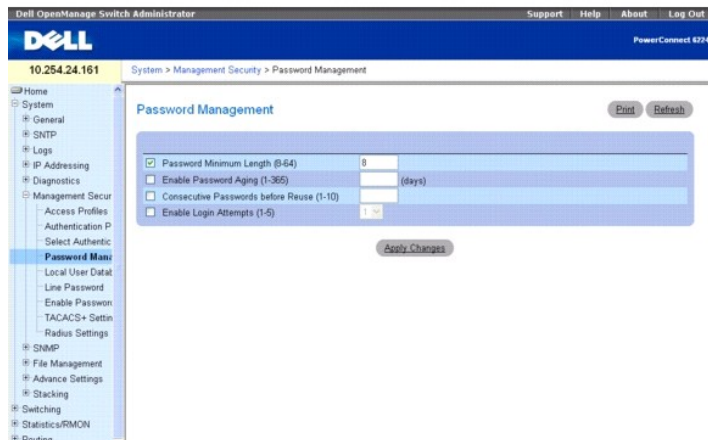 Dell OpenManage Switch Administrator
Support Help About Log Out
DELL
PowerConnect 6224
10.254.24.161
System > Management Security > Password Management
Home
System
General
SNTP
Logs
IP Addressing
Diagnostics
Management Secur
Access Profiles
Authentication P
Select Authentic
Password Mana
Local User Datab
Line Password
Enable Passwor
TACACS+ Settin
Radius Settings
SNMP
File Management
Advance Settings
Stacking
Switching
Statistics/RMON
Routing
Password Management
Print Refresh
Password Minimum Length (8-64) 8
Enable Password Aging (1-365) (days)
Consecutive Passwords before Reuse (1-10)
Enable Login Attempts (1-5) 1
Apply Changes